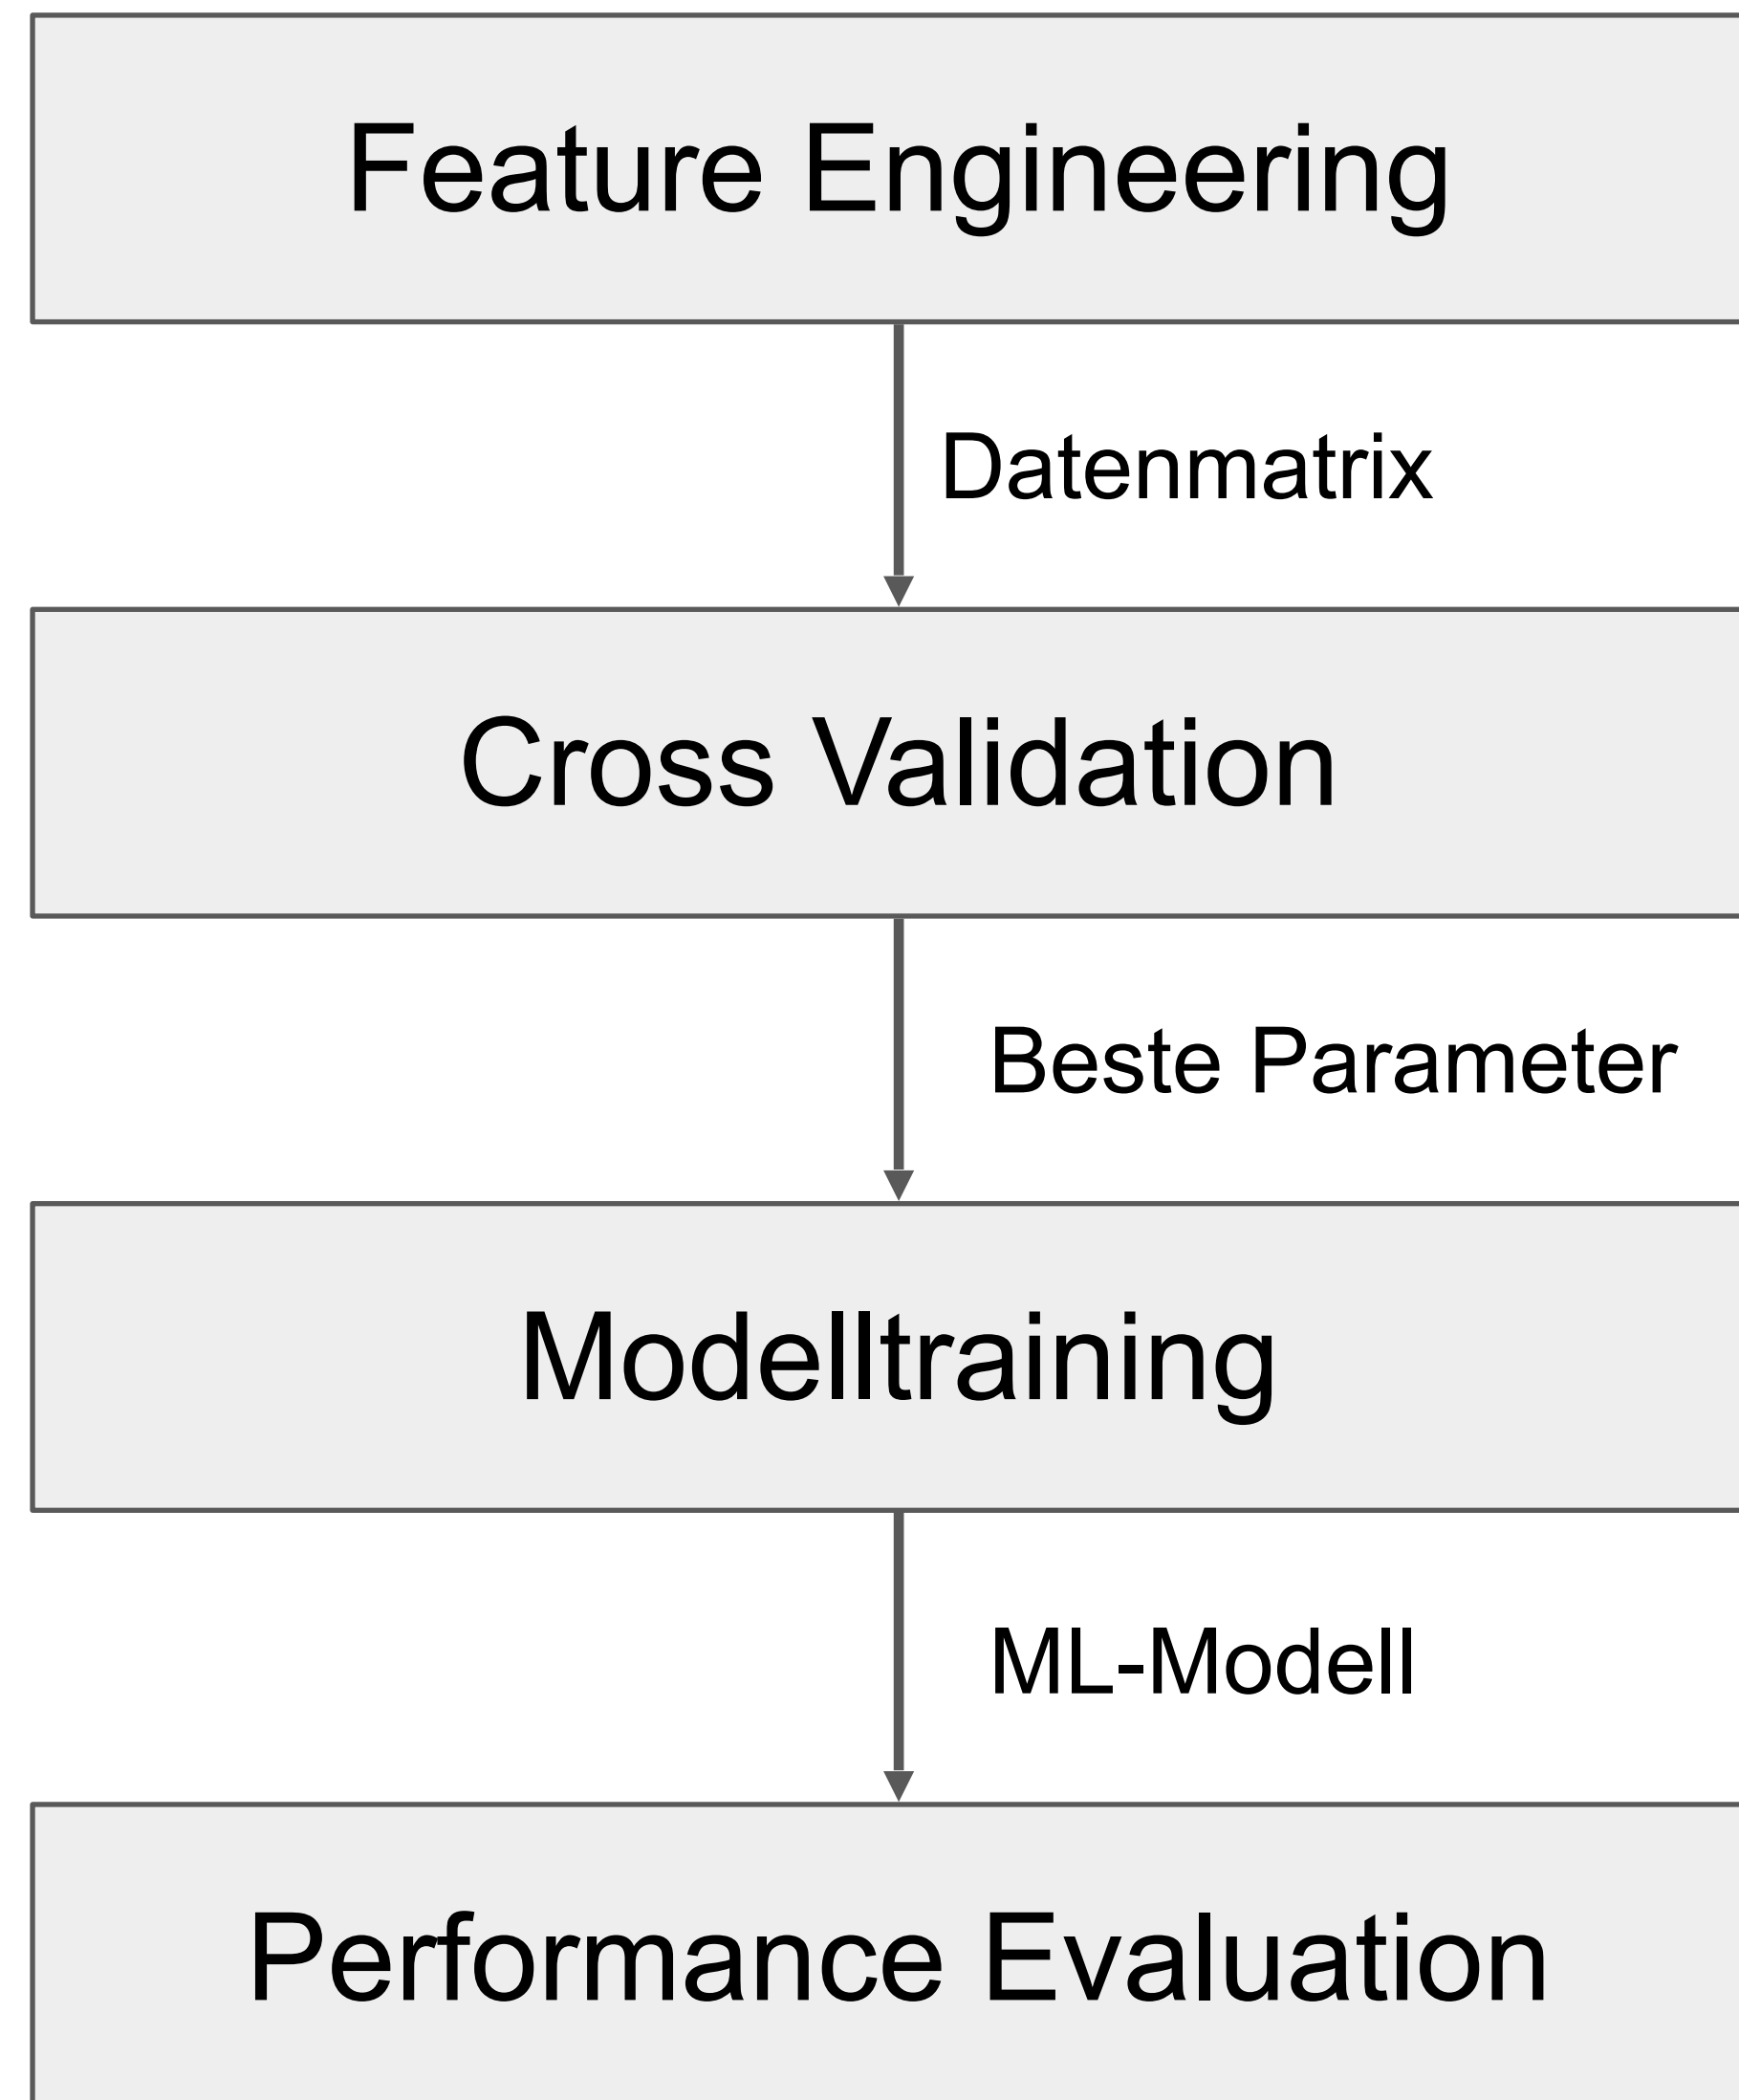 Feature Engineering
Datenmatrix
Cross Validation
Beste Parameter
Modelltraining
ML-Modell
Performance Evaluation